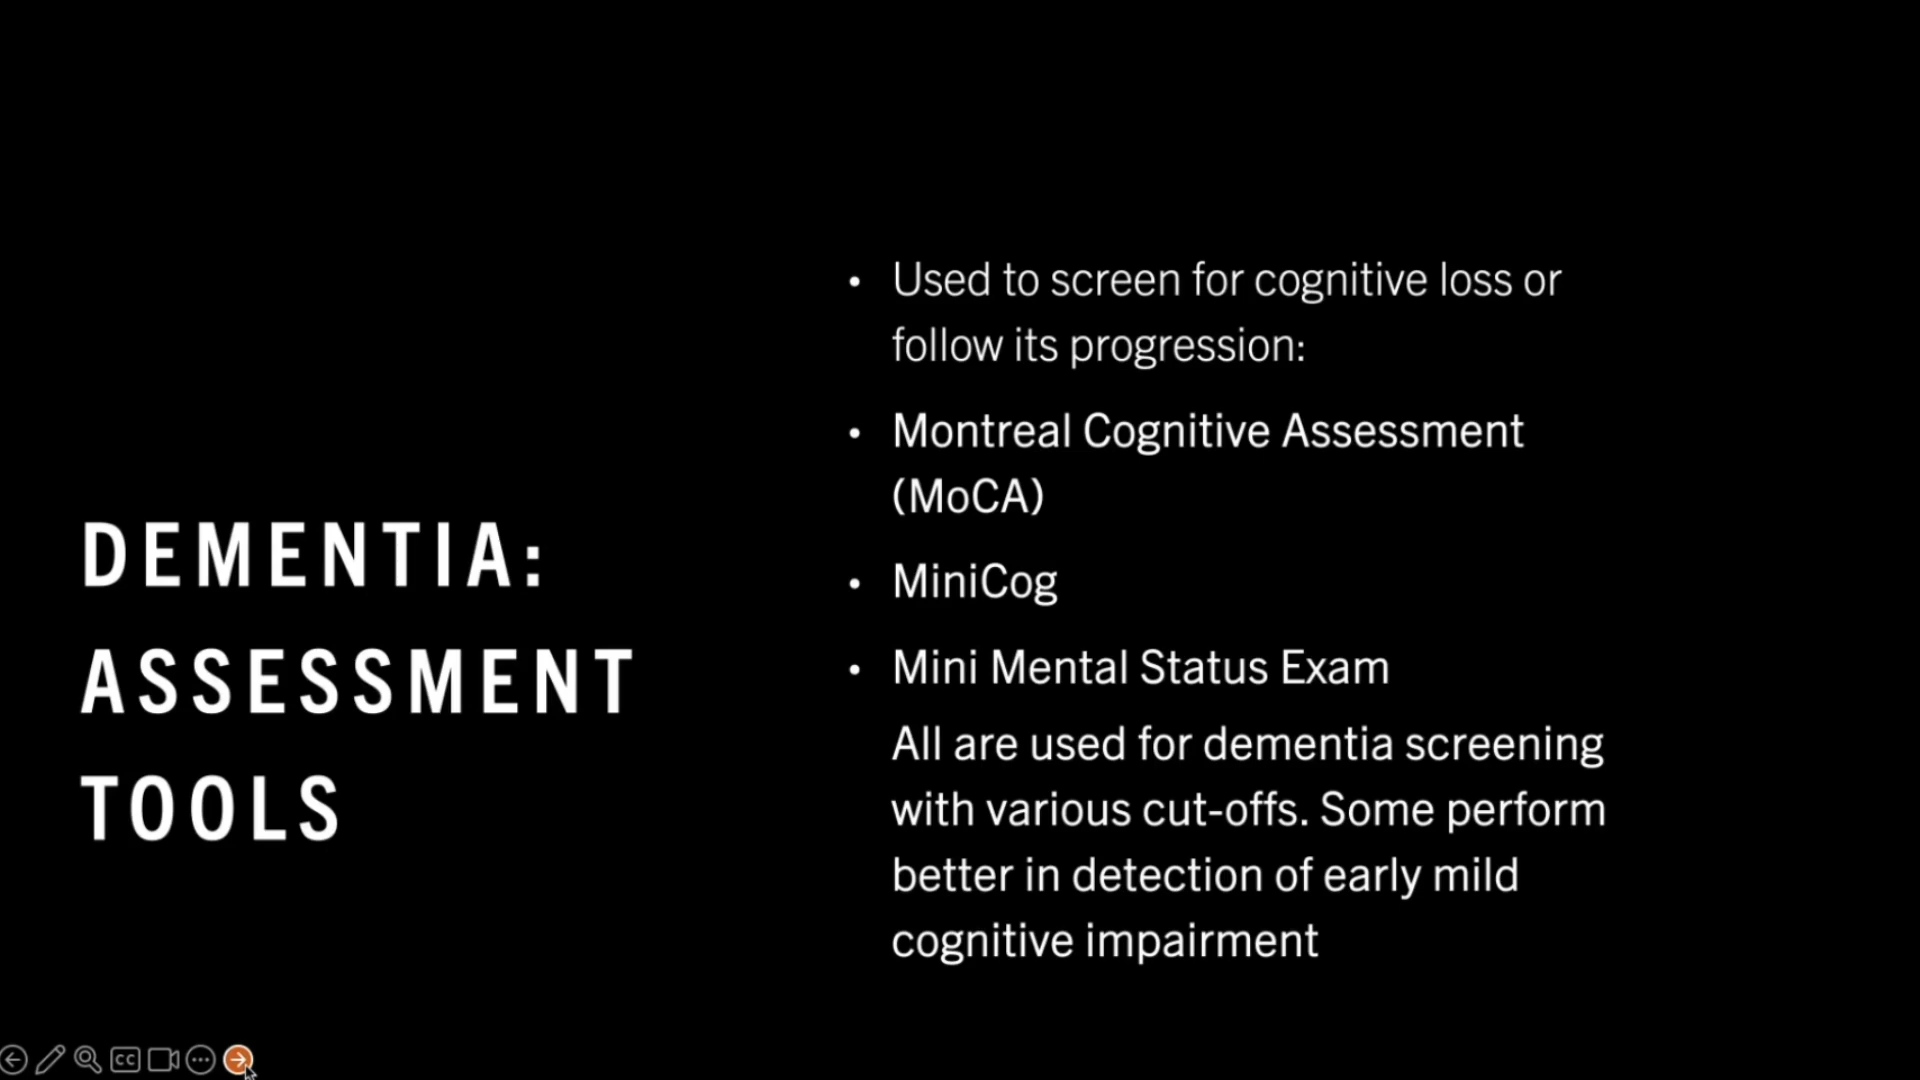 DEMENTIA:
ASSESSMENT
TOOLS
• Used to screen for cognitive loss or
follow its progression:
• Montreal Cognitive Assessment
(MoCA)
• MiniCog
• Mini Mental Status Exam
All are used for dementia screening
with various cut-offs. Some perform
better in detection of early mild
cognitive impairment
CC